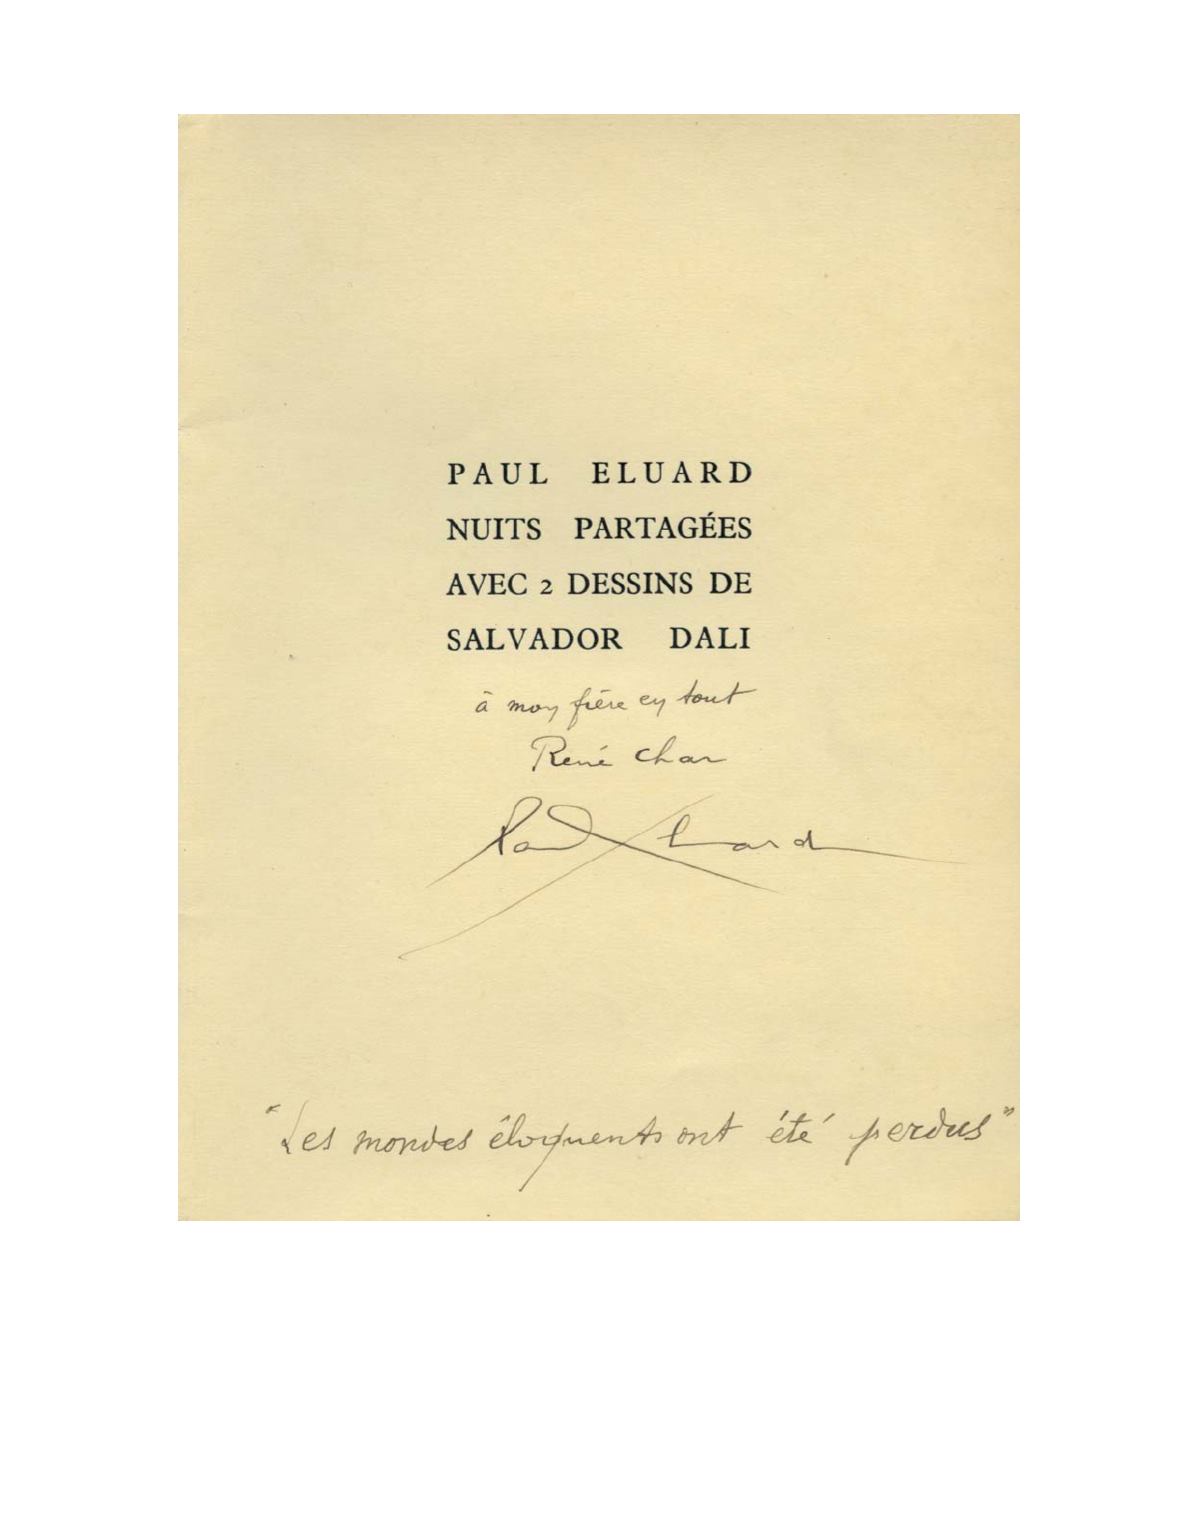 PAUL ELUARD
NUITS PARTAGÉES
AVEC 2 DESSINS DE
SALVADOR DALI
à mon frère en tout
René Char
Paul Eluard
"Les mondes éloquents ont été perdus"